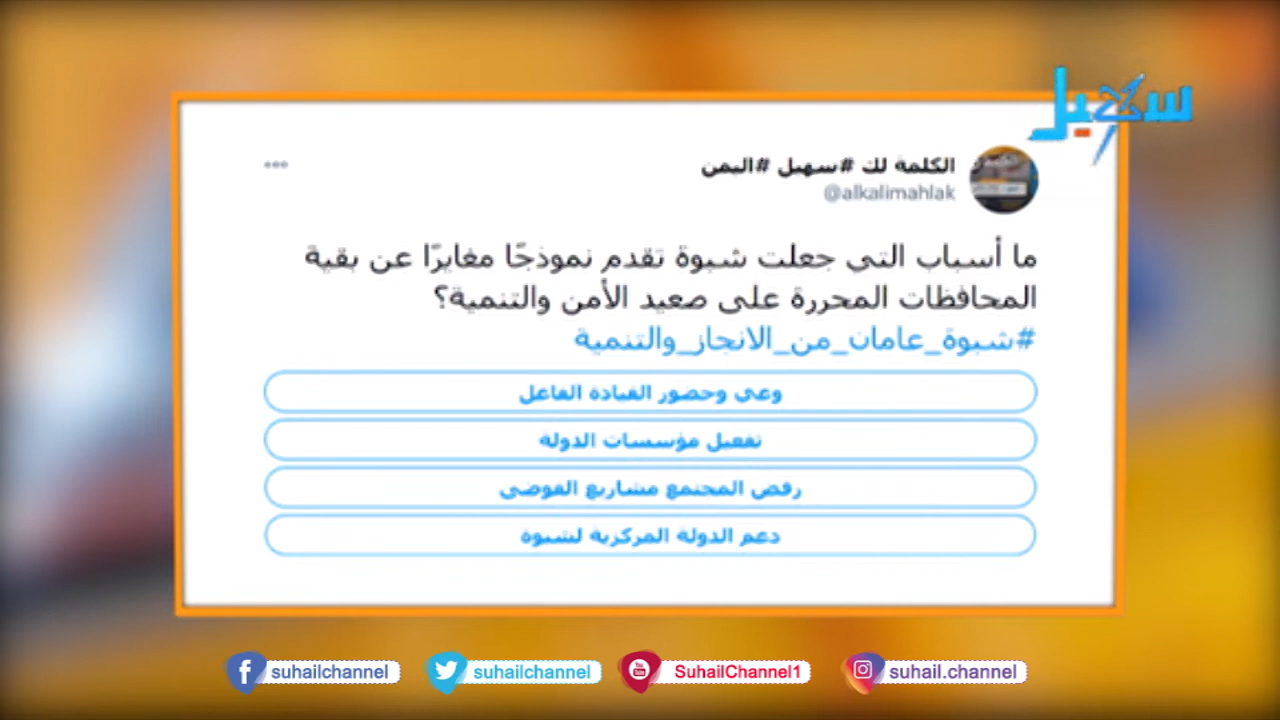 سهيل
الكلمة لك #سهيل #اليمن
@alkalimahlak
ما أسباب التي جعلت شبوة تقدم نموذجًا مغايرًا عن بقية
المحافظات المحررة على صعيد الأمن والتنمية؟
#شبوة_عامان_من_الانجاز_والتنمية
وعي وحضور القيادة الفاعل
تفعيل مؤسسات الدولة
رفض المجتمع مشاريع الفوضى
دعم الدولة المركزية لشبوة
suhailchannel
suhailchannel
SuhailChannel1
suhail.channel